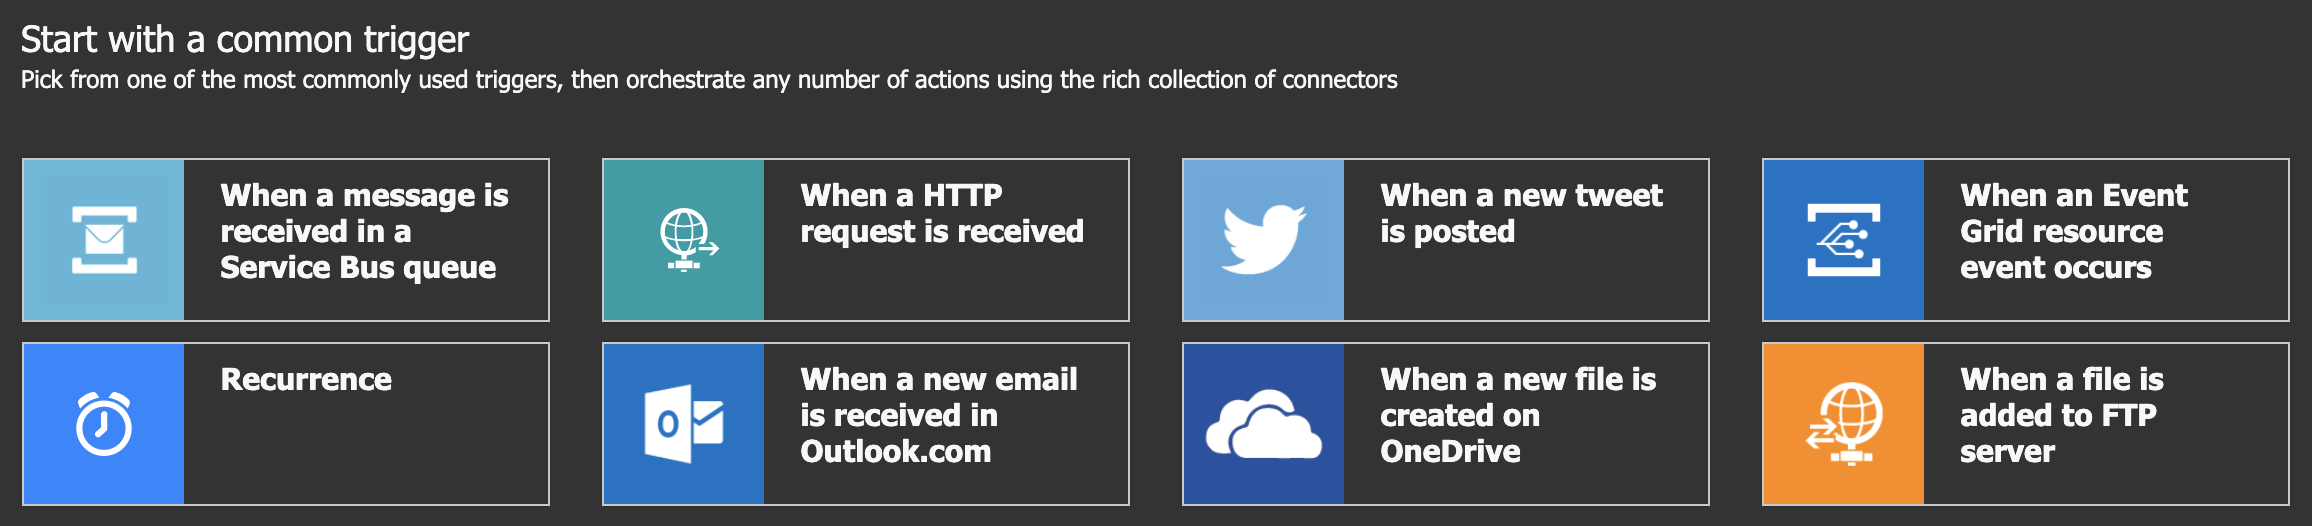 Start with a common trigger
Pick from one of the most commonly used triggers, then orchestrate any number of actions using the rich collection of connectors
When a message is
received in a
Service Bus queue
When a HTTP
request is received
When a new tweet
is posted
When an Event
Grid resource
event occurs
Recurrence
When a new email
is received in
Outlook.com
When a new file is
created on
OneDrive
When a file is
added to FTP
server